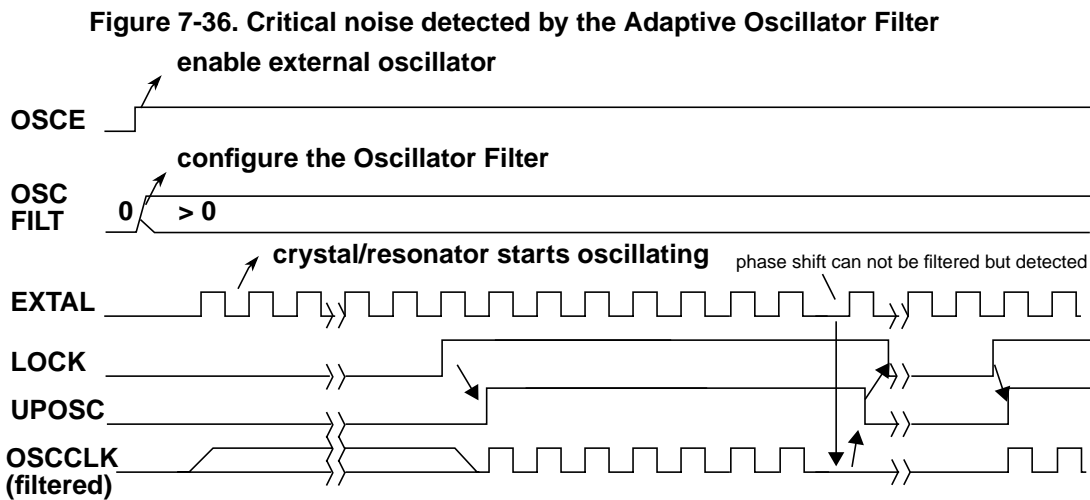 Figure 7-36. Critical noise detected by the Adaptive Oscillator Filter
enable external oscillator
OSCE
configure the Oscillator Filter
OSC
FILT
0 > 0
crystal/resonator starts oscillating
phase shift can not be filtered but detected
EXTAL
LOCK
UPOSC
OSCCLK
(filtered)